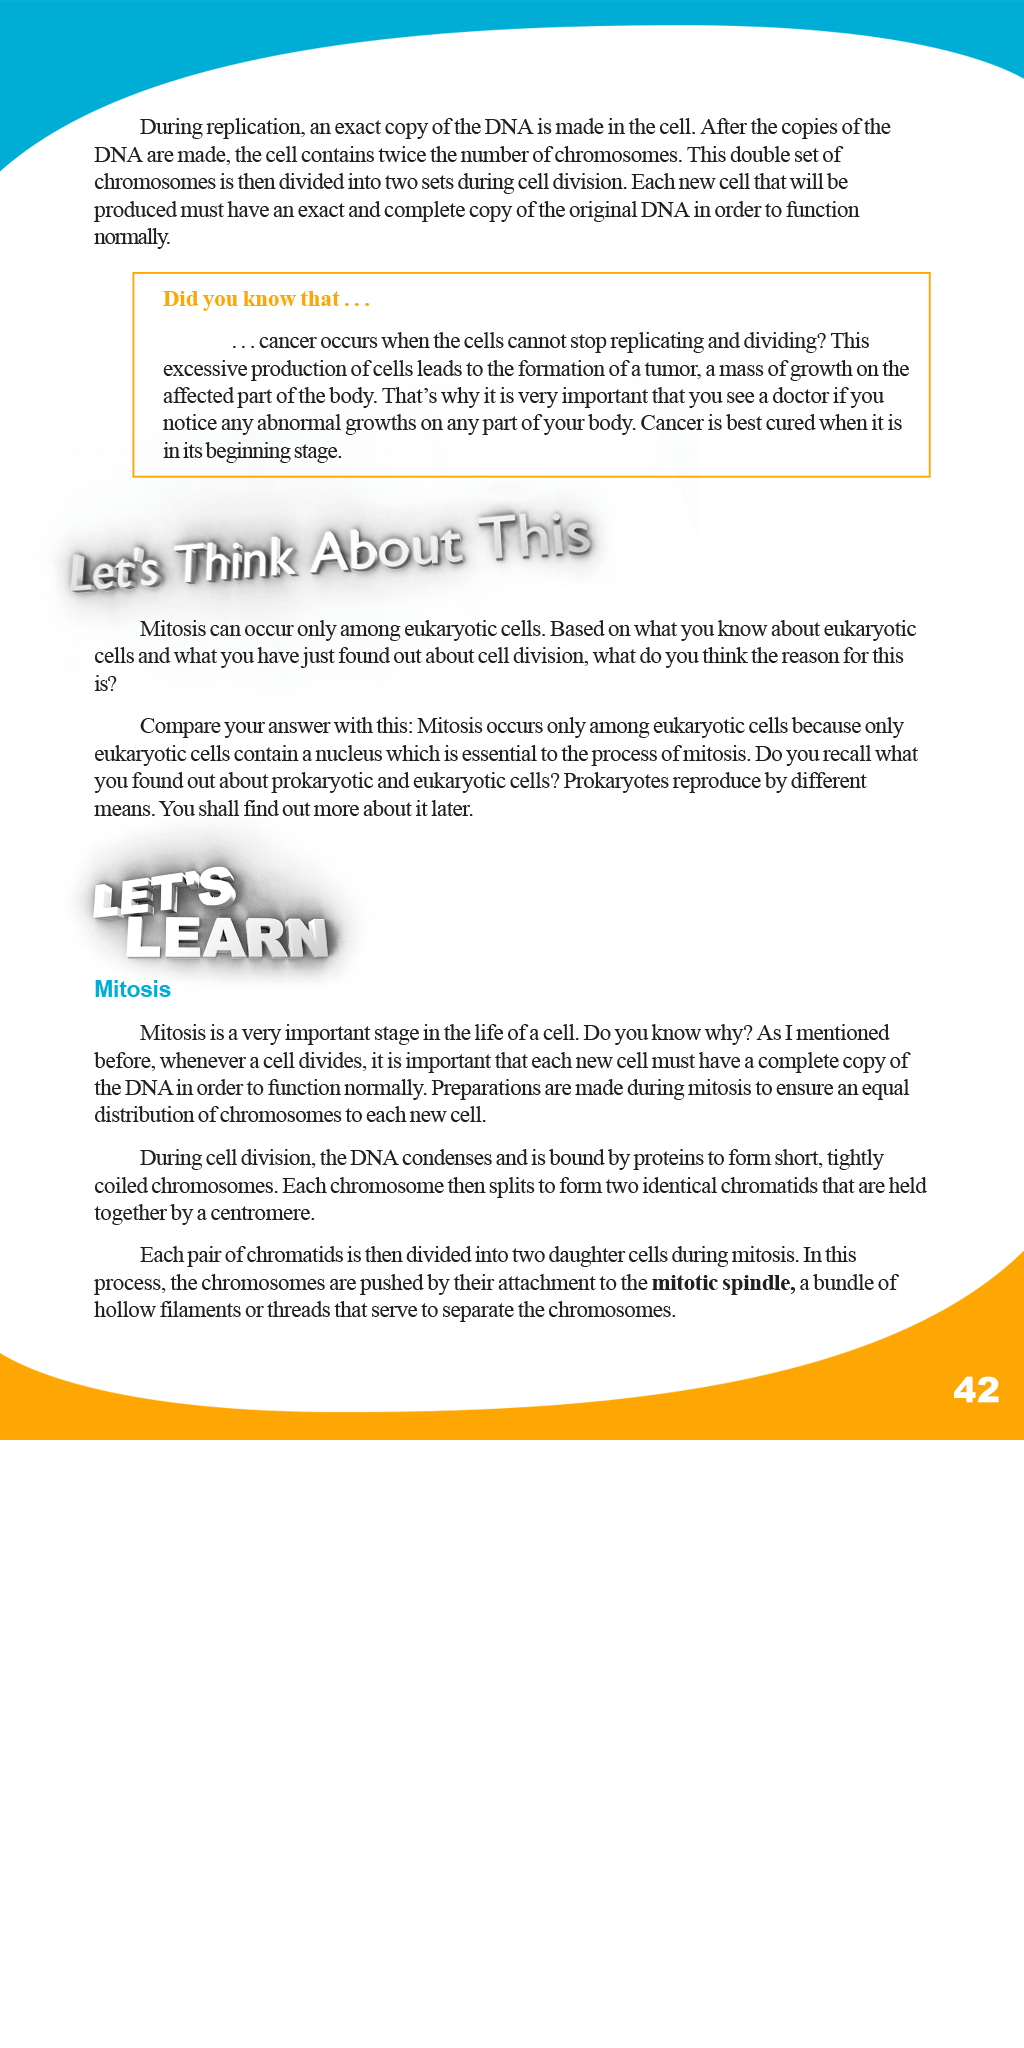 During replication, an exact copy of the DNA is made in the cell. After the copies of the
DNA are made, the cell contains twice the number of chromosomes. This double set of
chromosomes is then divided into two sets during cell division. Each new cell that will be
produced must have an exact and complete copy of the original DNA in order to function
normally.
Did you know that . . .
. . . cancer occurs when the cells cannot stop replicating and dividing? This
excessive production of cells leads to the formation of a tumor, a mass of growth on the
affected part of the body. That’s why it is very important that you see a doctor if you
notice any abnormal growths on any part of your body. Cancer is best cured when it is
in its beginning stage.
Let's Think About This
Mitosis can occur only among eukaryotic cells. Based on what you know about eukaryotic
cells and what you have just found out about cell division, what do you think the reason for this
is?
Compare your answer with this: Mitosis occurs only among eukaryotic cells because only
eukaryotic cells contain a nucleus which is essential to the process of mitosis. Do you recall what
you found out about prokaryotic and eukaryotic cells? Prokaryotes reproduce by different
means. You shall find out more about it later.
LET'S
LEARN
Mitosis
Mitosis is a very important stage in the life of a cell. Do you know why? As I mentioned
before, whenever a cell divides, it is important that each new cell must have a complete copy of
the DNA in order to function normally. Preparations are made during mitosis to ensure an equal
distribution of chromosomes to each new cell.
During cell division, the DNA condenses and is bound by proteins to form short, tightly
coiled chromosomes. Each chromosome then splits to form two identical chromatids that are held
together by a centromere.
Each pair of chromatids is then divided into two daughter cells during mitosis. In this
process, the chromosomes are pushed by their attachment to the mitotic spindle, a bundle of
hollow filaments or threads that serve to separate the chromosomes.
42